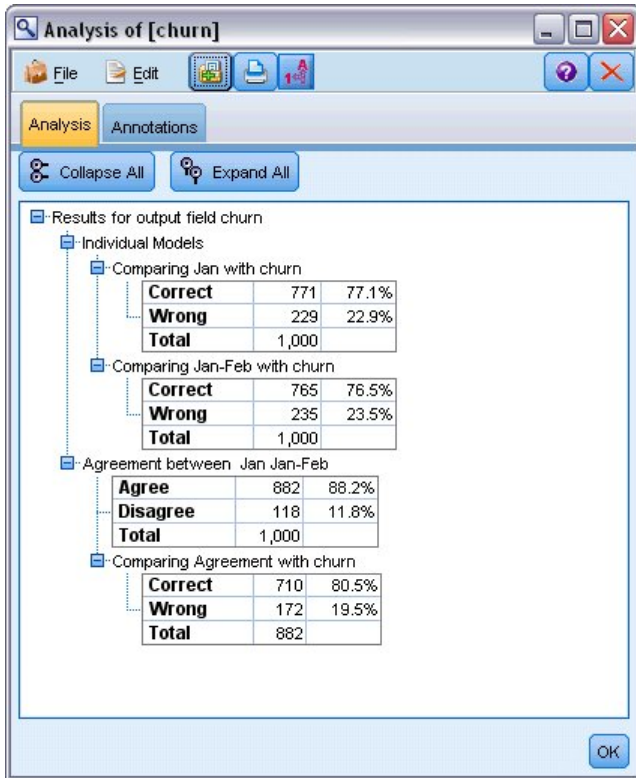 Analysis of [churn]
File Edit
Analysis Annotations
Collapse All Expand All
Results for output field churn
Individual Models
Comparing Jan with churn
Correct 771 77.1%
Wrong 229 22.9%
Total 1,000
Comparing Jan-Feb with churn
Correct 765 76.5%
Wrong 235 23.5%
Total 1,000
Agreement between Jan Jan-Feb
Agree 882 88.2%
Disagree 118 11.8%
Total 1,000
Comparing Agreement with churn
Correct 710 80.5%
Wrong 172 19.5%
Total 882
OK